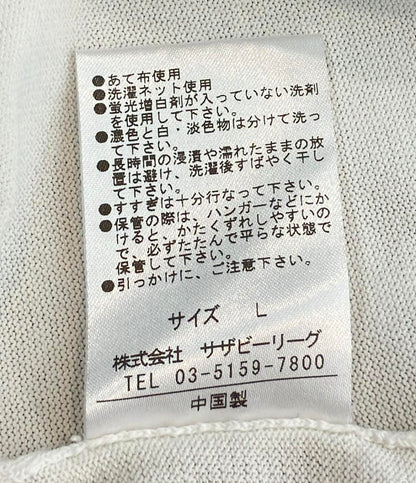 ●あて布使用
●洗濯ネット使用
●蛍光増白剤が入っていない洗剤
を使用して下さい。
●濃色と白・淡色物は分けて洗っ
て下さい。
●長時間の浸漬や濡れたままの放
置は避け、洗濯後すばやく干し
て下さい。
●すすぎは十分行なって下さい。
●保管の際は、ハンガーなどにか
けると、かたくずれしやすいの
で、必ずたたんで平らな状態で
保管して下さい。
●引っかけに、ご注意下さい。
サイズ L
株式会社 サザビーリーグ
TEL 03-5159-7800
中国製